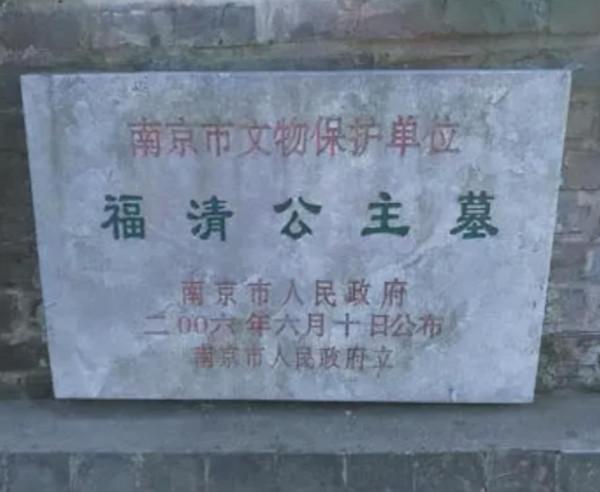 南京市文物保护单位
福清公主墓
南京市人民政府
二00六年六月十日公布
南京市人民政府立